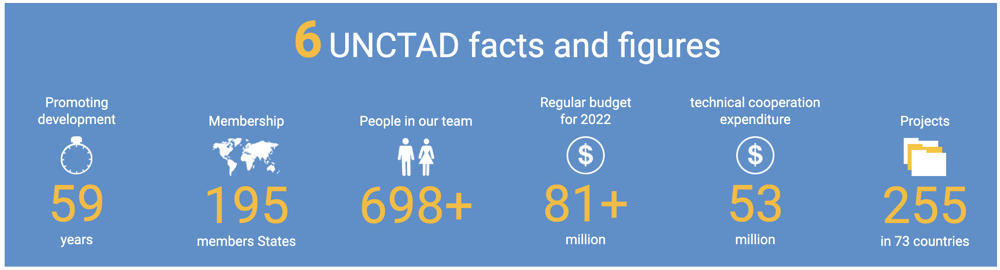 6 UNCTAD facts and figures
Promoting
development
59
years
Membership
195
members States
People in our team
698+
Regular budget
for 2022
$
81+
million
technical cooperation
expenditure
$
53
million
Projects
255
in 73 countries